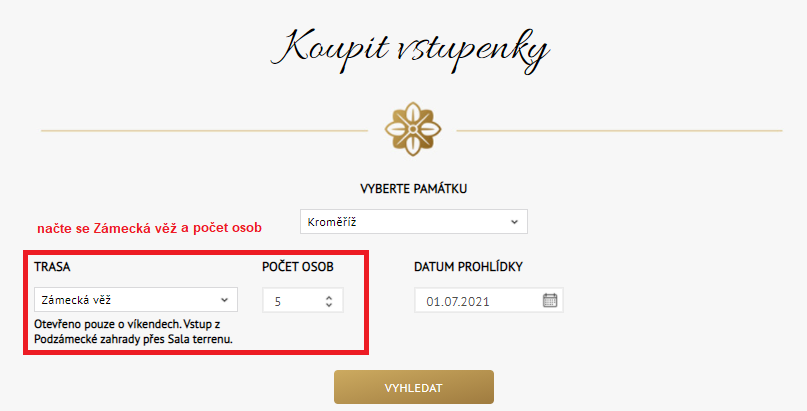 Koupit vstupenky
VYBERTE PAMÁTKU
načte se Zámecká věž a počet osob
Kroměříž
TRASA
POČET OSOB
DATUM PROHLÍDKY
Zámecká věž
5
01.07.2021
Otevřeno pouze o víkendech. Vstup z
Podzámecké zahrady přes Sala terrenu.
VYHLEDAT